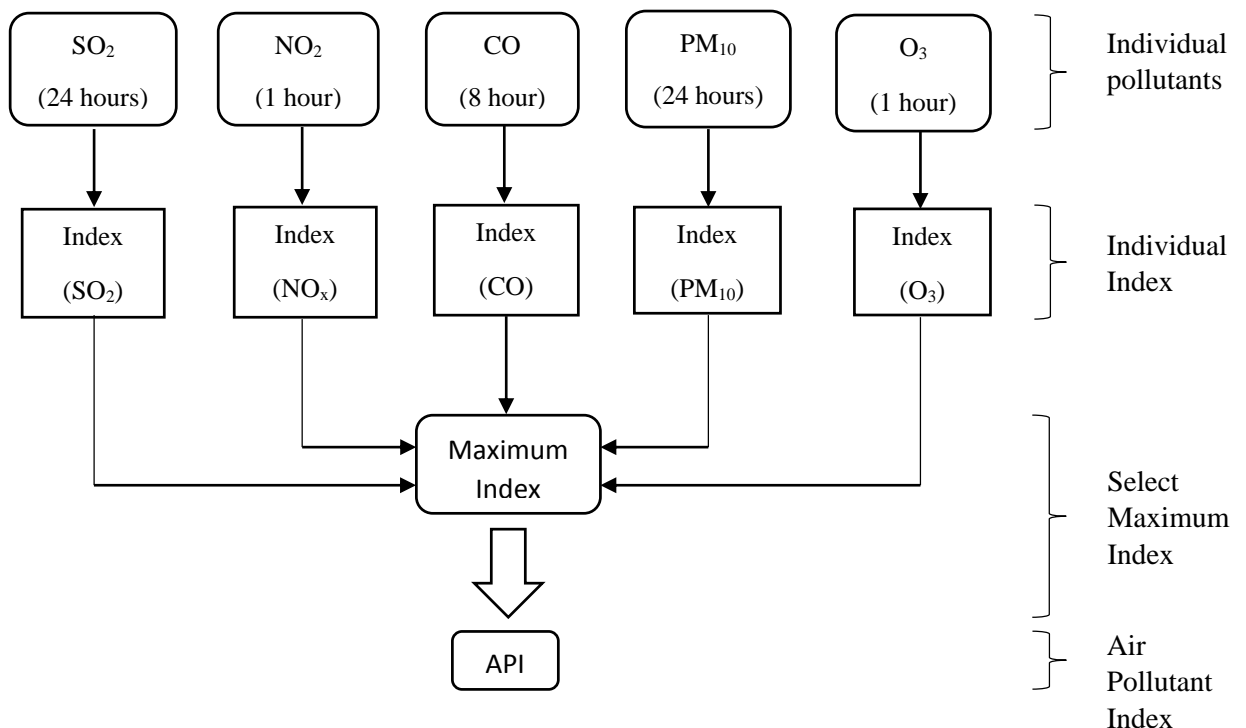 SO₂
(24 hours)
NO₂
(1 hour)
CO
(8 hour)
PM₁₀
(24 hours)
O₃
(1 hour)
Individual
pollutants
Index
(SO₂)
Index
(NOₓ)
Index
(CO)
Index
(PM₁₀)
Index
(O₃)
Individual
Index
Maximum
Index
Select
Maximum
Index
API
Air
Pollutant
Index